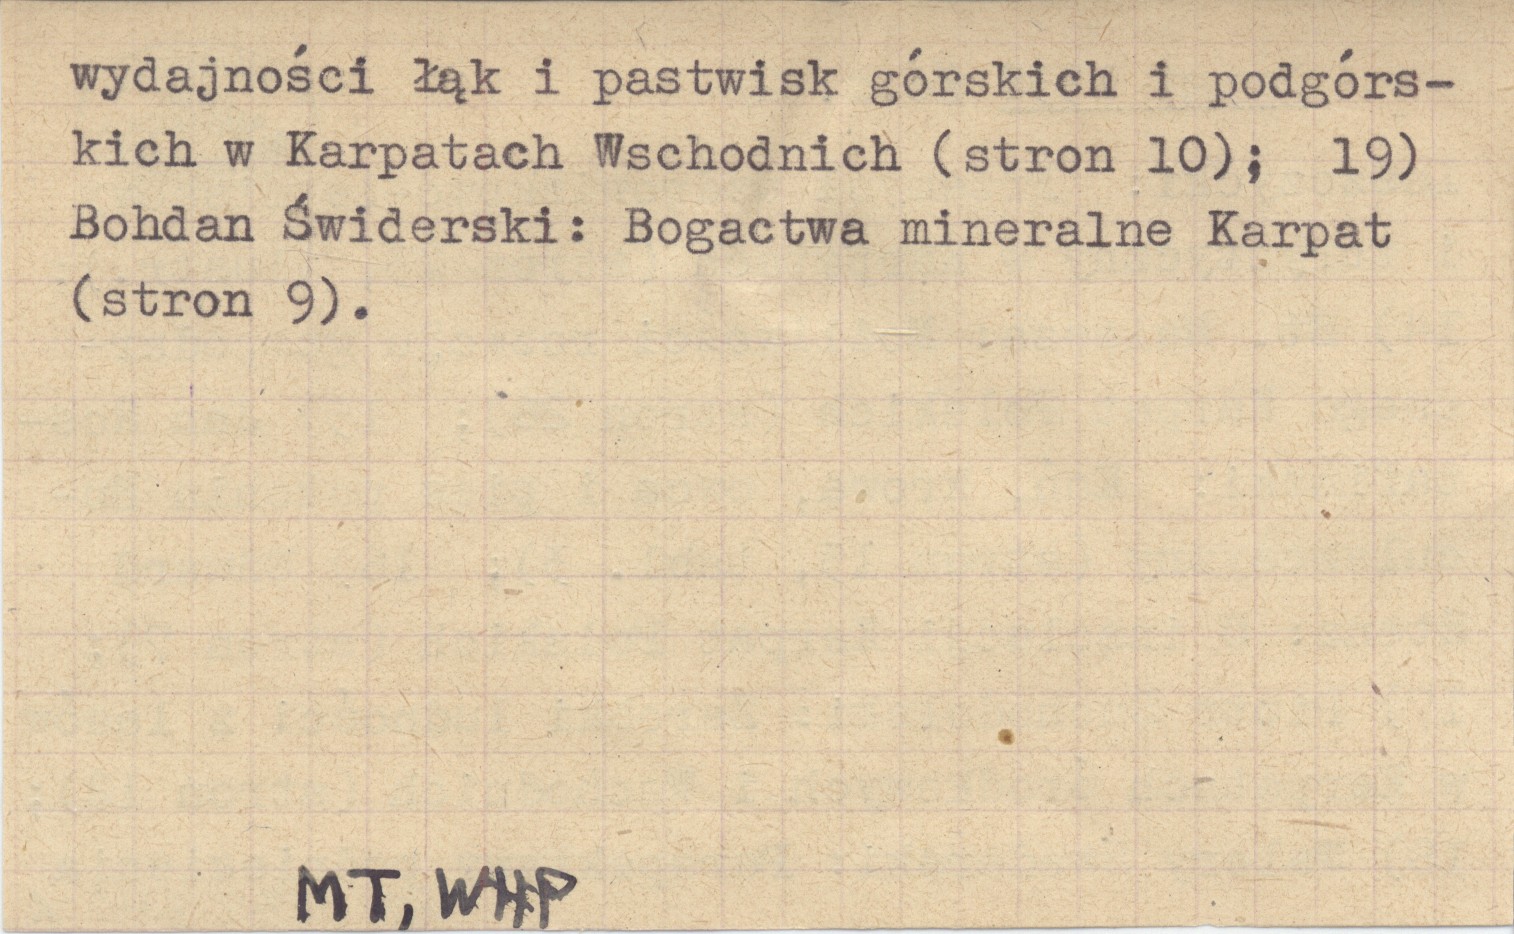 wydajności łąk i pastwisk górskich i podgórs-
kich w Karpatach Wschodnich (stron 10); 19)
Bohdan Świderski: Bogactwa mineralne Karpat
(stron 9).
MT, WHP